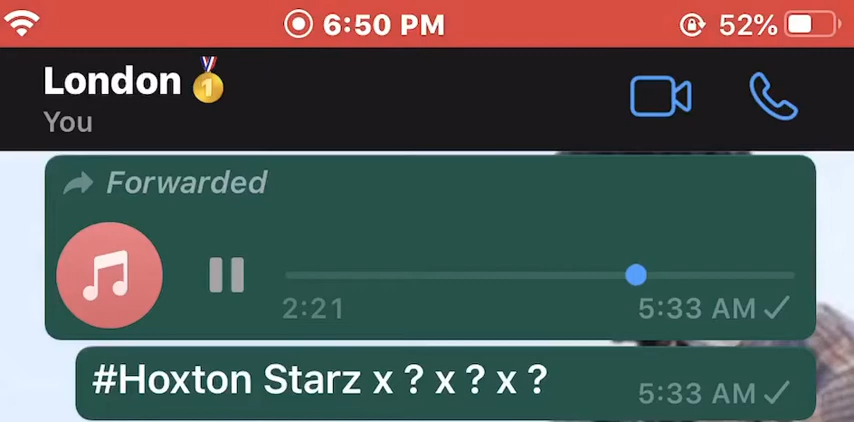 6:50 PM 52%
London 🥇
You
Forwarded
2:21 5:33 AM
#Hoxton Starz x ? x ? x ? 5:33 AM